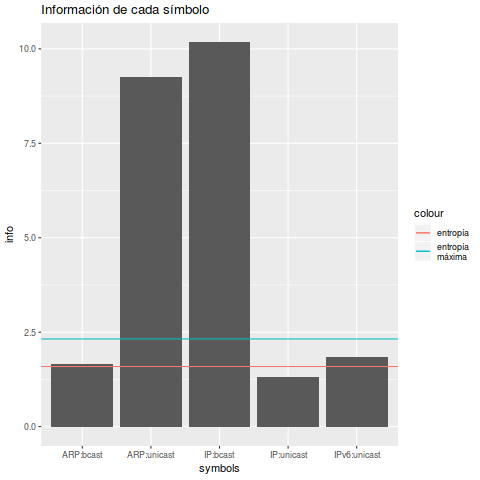 Información de cada símbolo
info
10.0
7.5
5.0
2.5
0.0
ARP:bcast ARP:unicast IP:bcast IP:unicast IPv6:unicast
symbols
colour
entropía
entropía
máxima